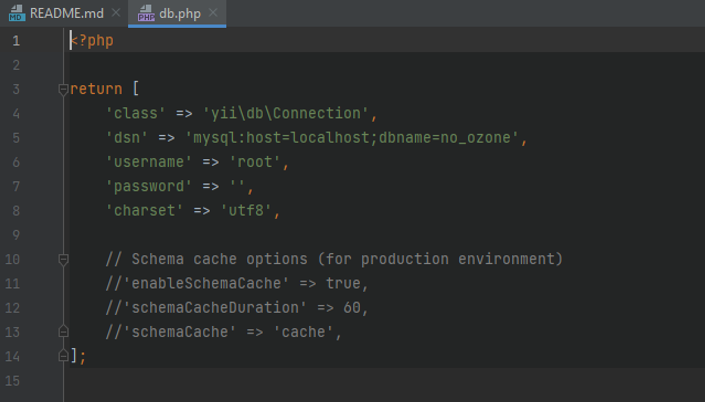 README.md db.php
1 <?php
2
3 return [
4 'class' => 'yii\db\Connection',
5 'dsn' => 'mysql:host=localhost;dbname=no_ozone',
6 'username' => 'root',
7 'password' => '',
8 'charset' => 'utf8',
9
10 // Schema cache options (for production environment)
11 //'enableSchemaCache' => true,
12 //'schemaCacheDuration' => 60,
13 //'schemaCache' => 'cache',
14 ];
15